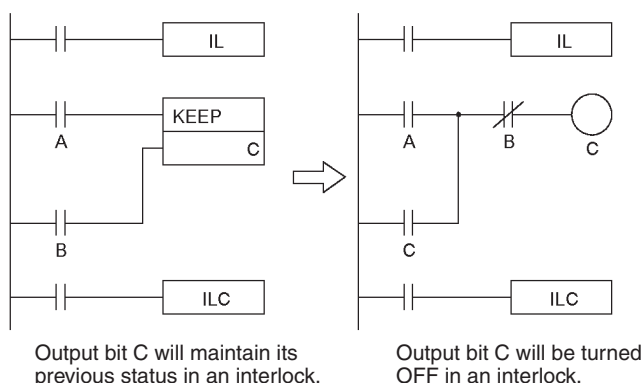 IL
KEEP
A
C
B
ILC
Output bit C will maintain its
previous status in an interlock.
IL
A
B
C
C
ILC
Output bit C will be turned
OFF in an interlock.